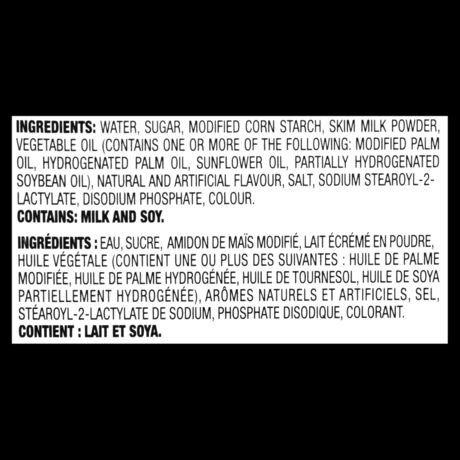 INGREDIENTS: WATER, SUGAR, MODIFIED CORN STARCH, SKIM MILK POWDER,
VEGETABLE OIL (CONTAINS ONE OR MORE OF THE FOLLOWING: MODIFIED PALM
OIL, HYDROGENATED PALM OIL, SUNFLOWER OIL, PARTIALLY HYDROGENATED
SOYBEAN OIL), NATURAL AND ARTIFICIAL FLAVOUR, SALT, SODIUM STEAROYL-2-
LACTYLATE, DISODIUM PHOSPHATE, COLOUR.
CONTAINS: MILK AND SOY.
INGRÉDIENTS : EAU, SUCRE, AMIDON DE MAÏS MODIFIÉ, LAIT ÉCRÉMÉ EN POUDRE,
HUILE VÉGÉTALE (CONTIENT UNE OU PLUS DES SUIVANTES : HUILE DE PALME
MODIFIÉE, HUILE DE PALME HYDROGÉNÉE, HUILE DE TOURNESOL, HUILE DE SOYA
PARTIELLEMENT HYDROGÉNÉE), ARÔMES NATURELS ET ARTIFICIELS, SEL,
STÉAROYL-2-LACTYLATE DE SODIUM, PHOSPHATE DISODIQUE, COLORANT.
CONTIENT : LAIT ET SOYA.